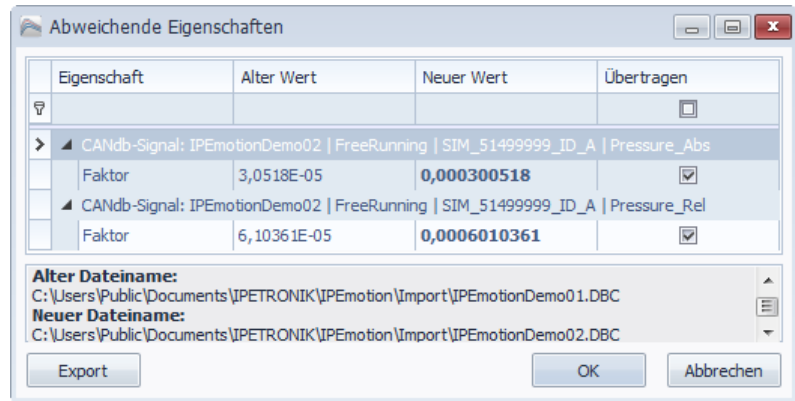 Abweichende Eigenschaften
Eigenschaft Alter Wert Neuer Wert Übertragen
CANdb-Signal: IPEmotionDemo02 | FreeRunning | SIM_51499999_ID_A | Pressure_Abs
Faktor 3,0518E-05 0,000300518
CANdb-Signal: IPEmotionDemo02 | FreeRunning | SIM_51499999_ID_A | Pressure_Rel
Faktor 6,10361E-05 0,0006010361
Alter Dateiname:
C:\Users\Public\Documents\IPETRONIK\IPEmotion\Import\IPEmotionDemo01.DBC
Neuer Dateiname:
C:\Users\Public\Documents\IPETRONIK\IPEmotion\Import\IPEmotionDemo02.DBC
Export OK Abbrechen